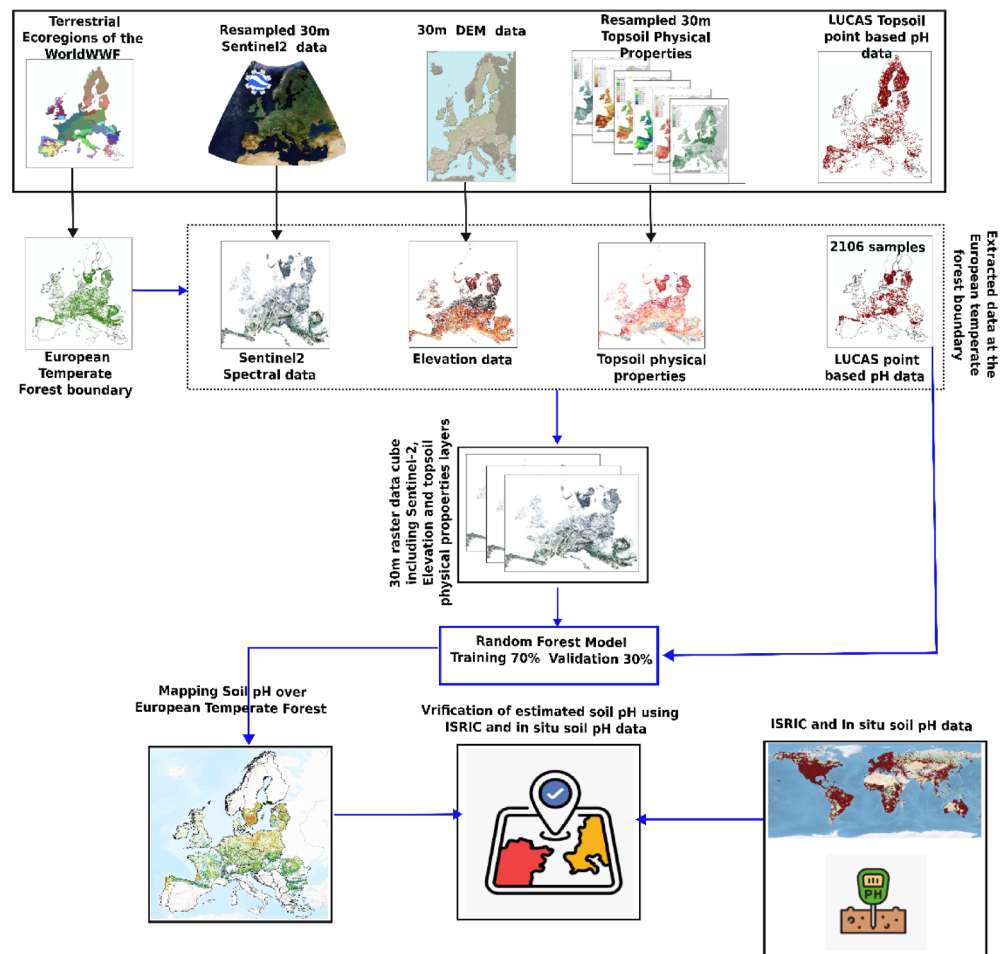 Terrestrial
Ecoregions of the
WorldWWF
Resampled 30m
Sentinel2 data
30m DEM data
Resampled 30m
Topsoil Physical
Properties
LUCAS Topsoil
point based pH
data
European
Temperate
Forest boundary
Sentinel2
Spectral data
Elevation data
Topsoil physical
properties
2106 samples
LUCAS point
based pH data
Extracted data at the
European temperate
forest boundary
30m raster data cube
including Sentinel-2,
Elevation and topsoil
physical propoerties layers
Random Forest Model
Training 70% Validation 30%
Mapping Soil pH over
European Temperate Forest
Vrification of estimated soil pH using
ISRIC and in situ soil pH data
ISRIC and In situ soil pH data
PH